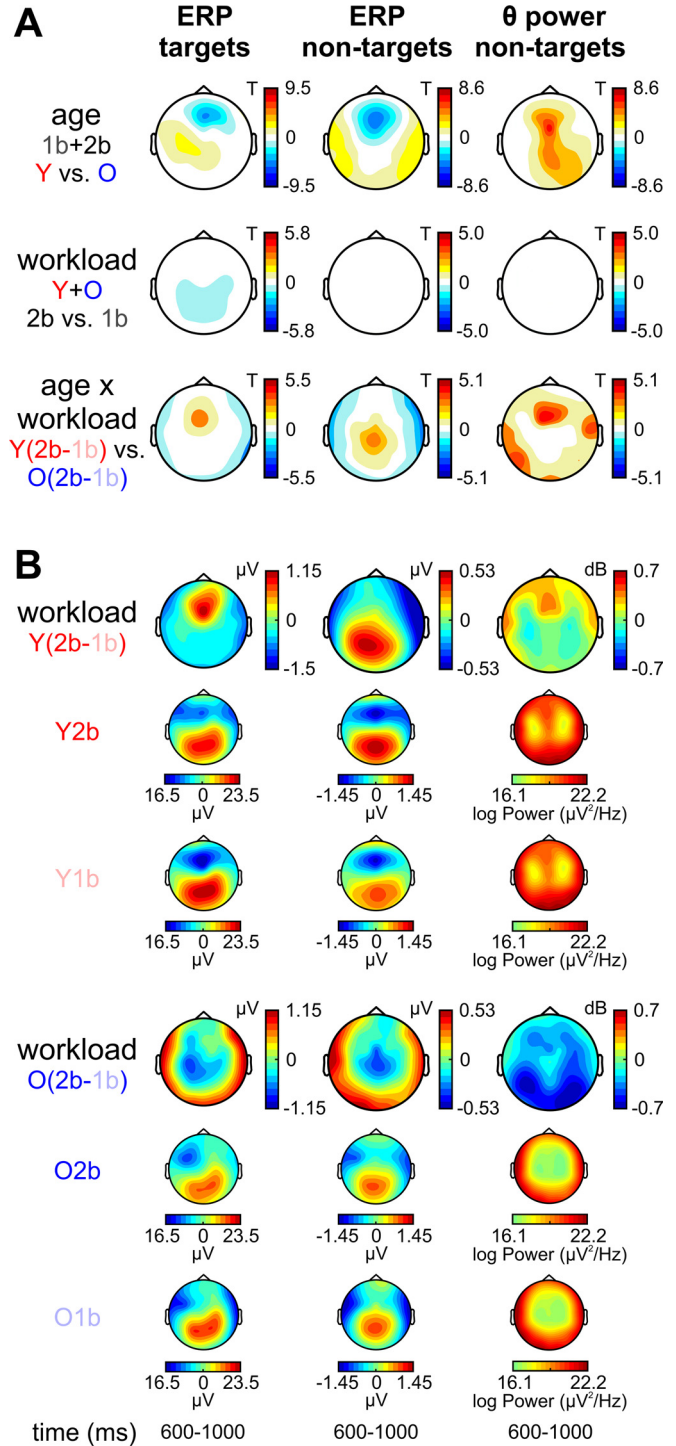 A
ERP
targets
ERP
non-targets
θ power
non-targets
age
1b+2b
Y vs. O
T 9.5
0
-9.5
T 8.6
0
-8.6
T 8.6
0
-8.6
workload
Y+O
2b vs. 1b
T 5.8
0
-5.8
T 5.0
0
-5.0
T 5.0
0
-5.0
age x
workload
Y(2b-1b) vs.
O(2b-1b)
T 5.5
0
-5.5
T 5.1
0
-5.1
T 5.1
0
-5.1
B
workload
Y(2b-1b)
µV 1.15
0
-1.5
µV 0.53
0
-0.53
dB 0.7
0
-0.7
Y2b
16.5 0 23.5
µV
-1.45 0 1.45
µV
16.1 22.2
log Power (µV²/Hz)
Y1b
16.5 0 23.5
µV
-1.45 0 1.45
µV
16.1 22.2
log Power (µV²/Hz)
workload
O(2b-1b)
µV 1.15
0
-1.15
µV 0.53
0
-0.53
dB 0.7
0
-0.7
O2b
16.5 0 23.5
µV
-1.45 0 1.45
µV
16.1 22.2
log Power (µV²/Hz)
O1b
16.5 0 23.5
µV
-1.45 0 1.45
µV
16.1 22.2
log Power (µV²/Hz)
time (ms) 600-1000 600-1000 600-1000